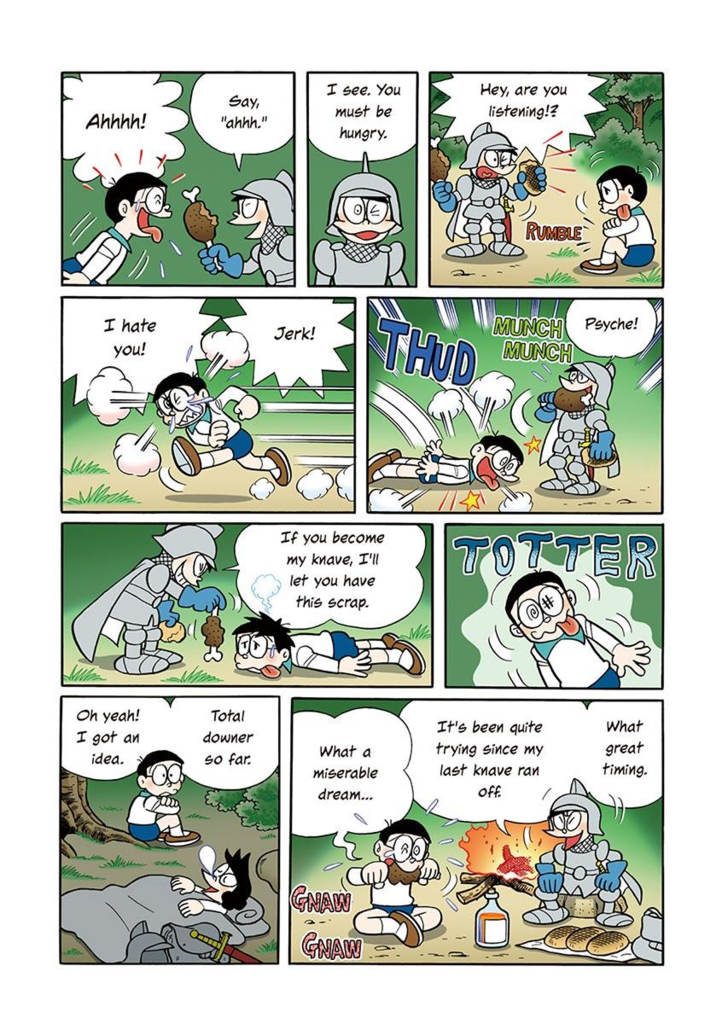 Hey, are you
listening!?
RUMBLE
I see. You
must be
hungry.
Say,
"ahhh."
Ahhhh!
Psyche!
MUNCH
MUNCH
THUD
Jerk!
I hate
you!
TOTTER
If you become
my knave, I'll
let you have
this scrap.
What
great
timing.
It's been quite
trying since my
last knave ran
off.
What a
miserable
dream...
GNAW
GNAW
Total
downer
so far.
Oh yeah!
I got an
idea.